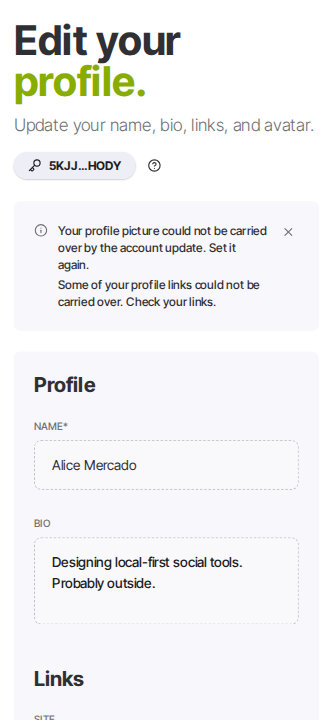 Edit your
profile.
Update your name, bio, links, and avatar.
5KJJ...HODY
Your profile picture could not be carried
over by the account update. Set it
again.
Some of your profile links could not be
carried over. Check your links.
Profile
NAME*
Alice Mercado
BIO
Designing local-first social tools.
Probably outside.
Links
SITE